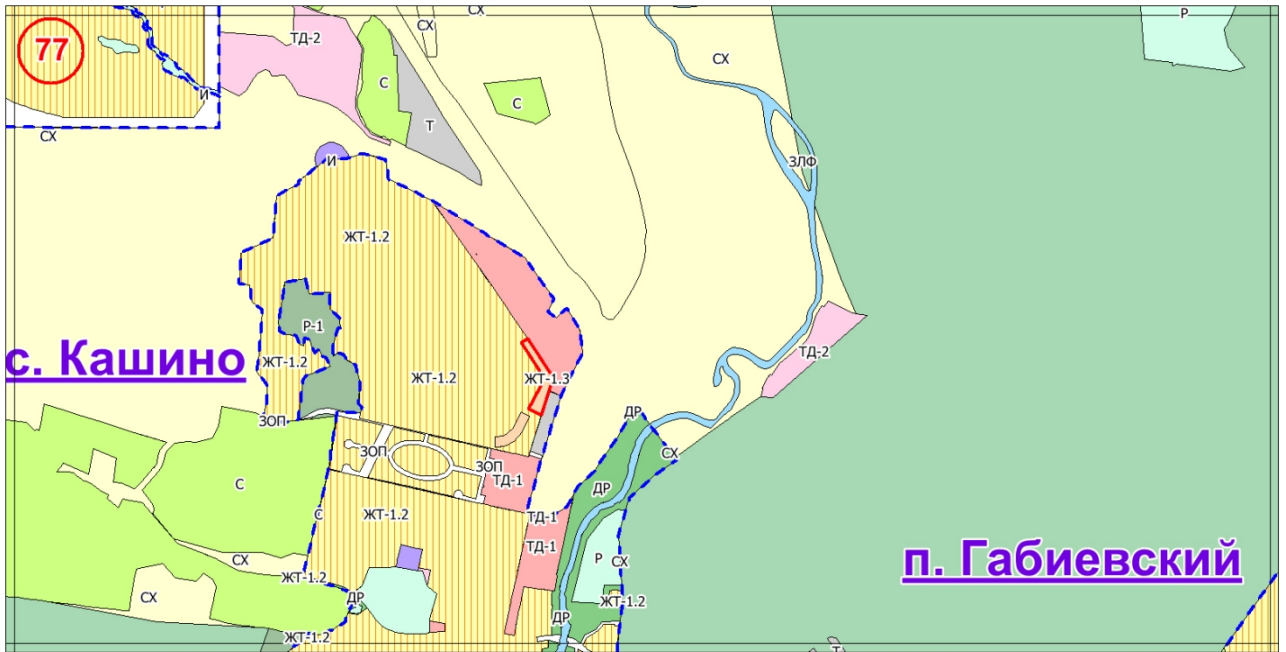 СХ
Р
77
ТД-2
СХ
СХ
С
И
С
Т
СХ
И
ЗЛФ
ЖТ-1.2
Р-1
с. Кашино
ЖТ-1.2
ЖТ-1.2
ЖТ-1.3
ТД-2
ЗОП
ДР
ЗОП
ЗОП
СХ
ТД-1
С
ДР
С
ЖТ-1.2
ТД-1
ТД-1
СХ
Р
СХ
п. Габиевский
ЖТ-1.2
СХ
ДР
ЖТ-1.2
ДР
ЖТ-1.2
Т